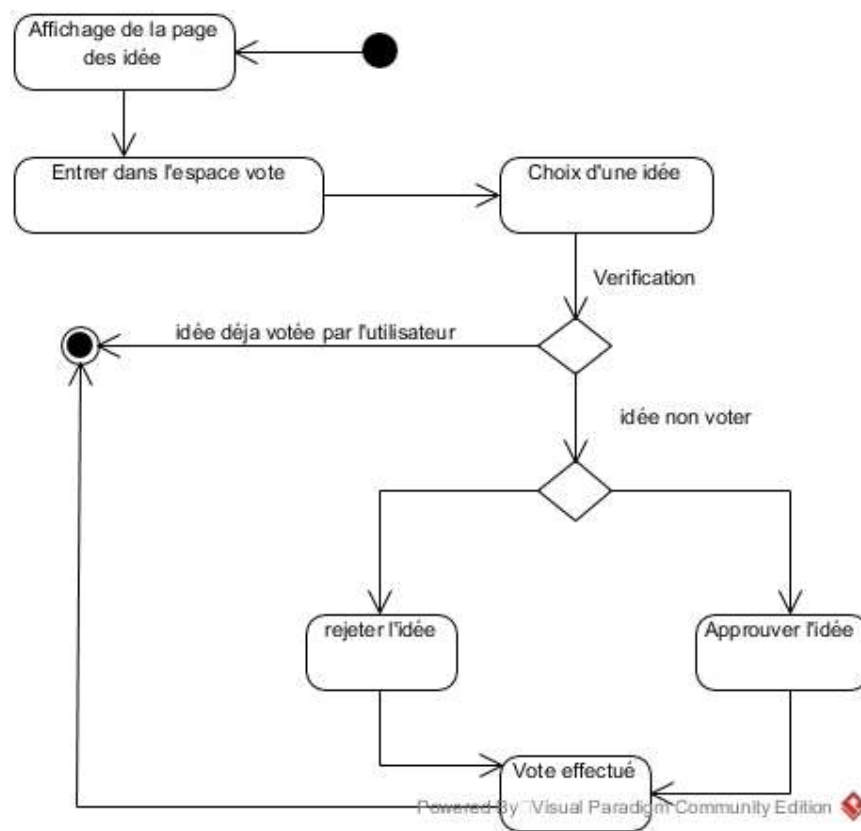 Affichage de la page
des idée
Entrer dans l'espace vote
Choix d'une idée
Verification
idée déja votée par l'utilisateur
idée non voter
rejeter l'idée
Approuver l'idée
Vote effectué
Powered By Visual Paradigm Community Edition